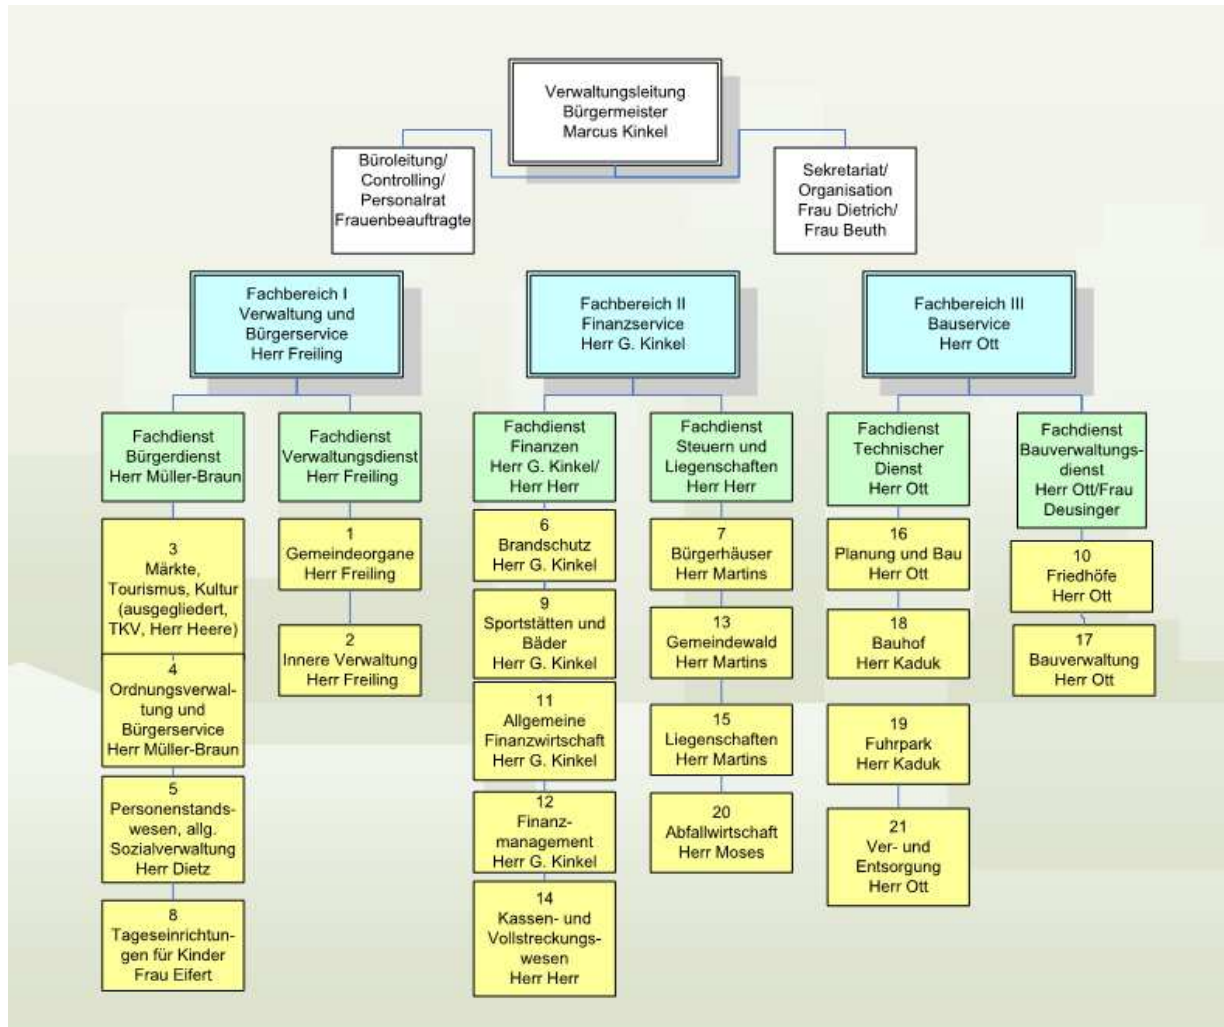 Verwaltungsleitung
Bürgermeister
Marcus Kinkel
Büroleitung/
Controlling/
Personalrat
Frauenbeauftragte
Sekretariat/
Organisation
Frau Dietrich/
Frau Beuth
Fachbereich I
Verwaltung und
Bürgerservice
Herr Freiling
Fachbereich II
Finanzservice
Herr G. Kinkel
Fachbereich III
Bauservice
Herr Ott
Fachdienst
Bürgerdienst
Herr Müller-Braun
Fachdienst
Verwaltungsdienst
Herr Freiling
Fachdienst
Finanzen
Herr G. Kinkel/
Herr Herr
Fachdienst
Steuern und
Liegenschaften
Herr Herr
Fachdienst
Technischer
Dienst
Herr Ott
Fachdienst
Bauverwaltungs-
dienst
Herr Ott/Frau
Deusinger
3
Märkte,
Tourismus, Kultur
(ausgegliedert,
TKV, Herr Heere)
4
Ordnungsverwal-
tung und
Bürgerservice
Herr Müller-Braun
5
Personenstands-
wesen, allg.
Sozialverwaltung
Herr Dietz
8
Tageseinrichtun-
gen für Kinder
Frau Eifert
1
Gemeindeorgane
Herr Freiling
2
Innere Verwaltung
Herr Freiling
6
Brandschutz
Herr G. Kinkel
9
Sportstätten und
Bäder
Herr G. Kinkel
11
Allgemeine
Finanzwirtschaft
Herr G. Kinkel
12
Finanz-
management
Herr G. Kinkel
14
Kassen- und
Vollstreckungs-
wesen
Herr Herr
7
Bürgerhäuser
Herr Martins
13
Gemeindewald
Herr Martins
15
Liegenschaften
Herr Martins
20
Abfallwirtschaft
Herr Moses
16
Planung und Bau
Herr Ott
18
Bauhof
Herr Kaduk
19
Fuhrpark
Herr Kaduk
21
Ver- und
Entsorgung
Herr Ott
10
Friedhöfe
Herr Ott
17
Bauverwaltung
Herr Ott